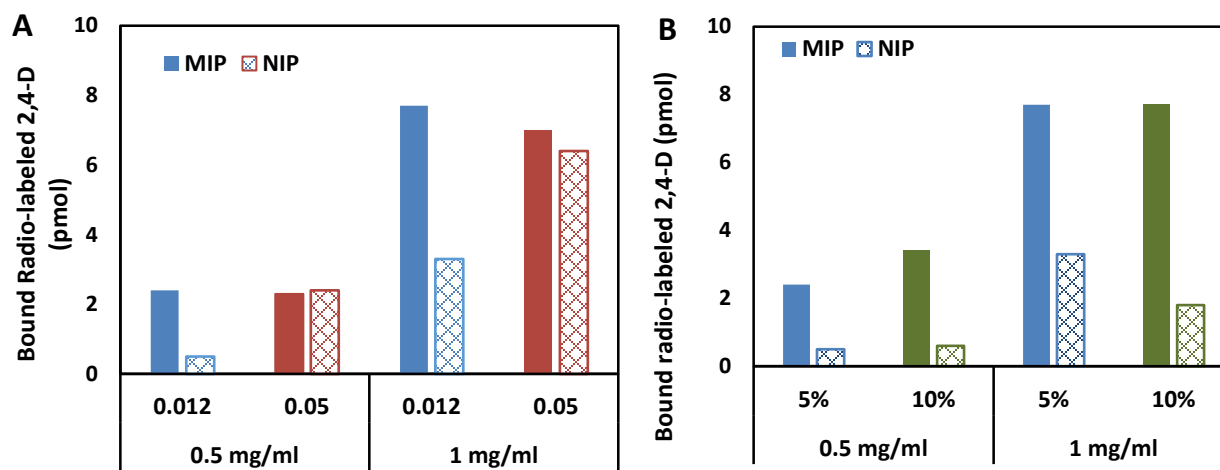 A
Bound Radio-labeled 2,4-D
(pmol)
10
8
6
4
2
0
MIP NIP
0.012 0.05 0.012 0.05
0.5 mg/ml 1 mg/ml
B
Bound radio-labeled 2,4-D (pmol)
10
8
6
4
2
0
MIP NIP
5% 10% 5% 10%
0.5 mg/ml 1 mg/ml